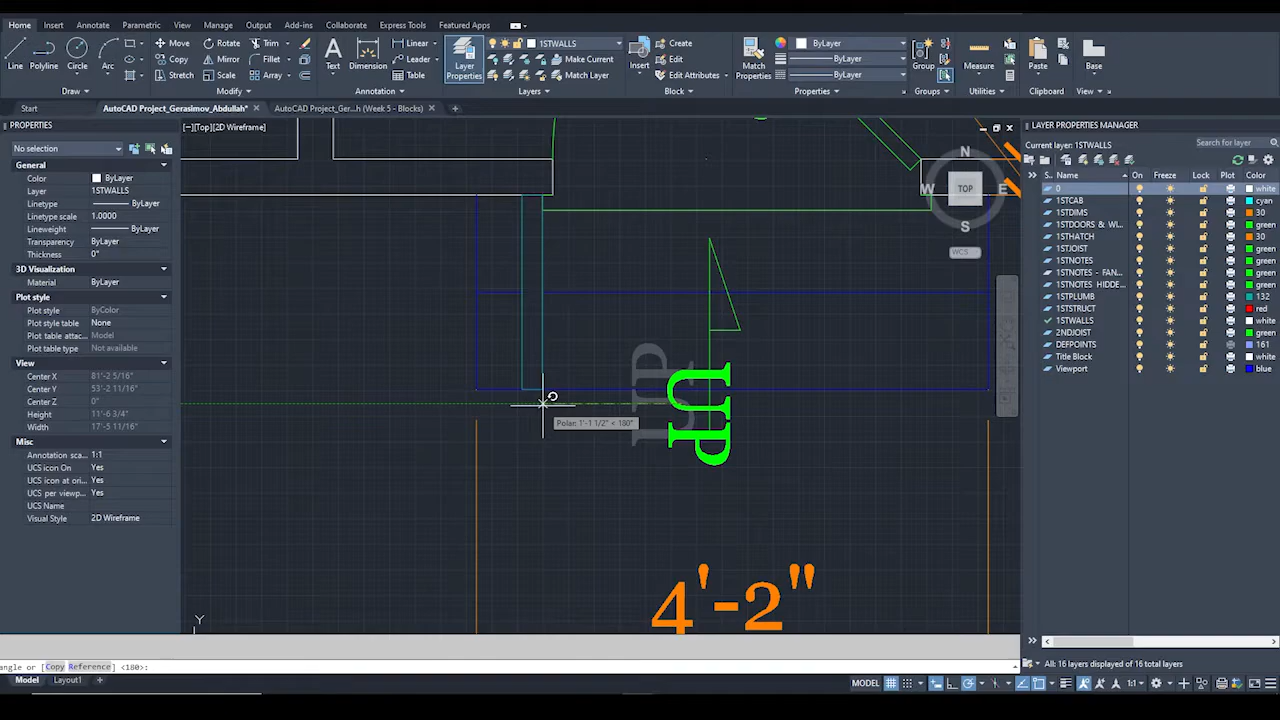 Home Insert Annotate Parametric View Manage Output Add-ins Collaborate Express Tools Featured Apps
Line Polyline Circle Arc Move Copy Stretch Rotate Mirror Scale Trim Fillet Array
Text Dimension Linear Leader Table
Layer Properties 1STWALLS Make Current Match Layer
Insert Create Edit Edit Attributes
Match Properties ByLayer ByLayer ByLayer
Group Measure Paste Base
Draw Modify Annotation Layers Block Properties Groups Utilities Clipboard View
Start AutoCAD Project_Gerasimov_Abdullah* AutoCAD Project_Ger...h (Week 5 - Blocks)
PROPERTIES
No selection
General
Color ByLayer
Layer 1STWALLS
Linetype ByLayer
Linetype scale 1.0000
Lineweight ByLayer
Transparency ByLayer
Thickness 0"
3D Visualization
Material ByLayer
Plot style
Plot style ByColor
Plot style table None
Plot table attac... Model
Plot table type Not available
View
Center X 81'-2 5/16"
Center Y 53'-2 11/16"
Center Z 0"
Height 11'-6 3/4"
Width 17'-5 11/16"
Misc
Annotation sca... 1:1
UCS icon On Yes
UCS icon at ori... Yes
UCS per viewp... Yes
UCS Name
Visual Style 2D Wireframe
[−][Top][2D Wireframe]
N
W TOP E
S
WCS
UP
UP
Polar: 1'-1 1/2" < 180°
4'-2"
Y
LAYER PROPERTIES MANAGER
Current layer: 1STWALLS
Search for layer
S.. Name On Freeze Lock Plot Color
0 white
1STCAB cyan
1STDIMS 30
1STDOORS & WI... green
1STHATCH 30
1STJOIST green
1STNOTES green
1STNOTES - FAN... green
1STNOTES HIDDE... green
1STPLUMB 132
1STSTRUCT red
1STWALLS white
2NDJOIST green
DEFPOINTS 161
Title Block white
Viewport blue
All: 16 layers displayed of 16 total layers
angle or [Copy Reference] <180>:
Model Layout1 +
MODEL 1:1